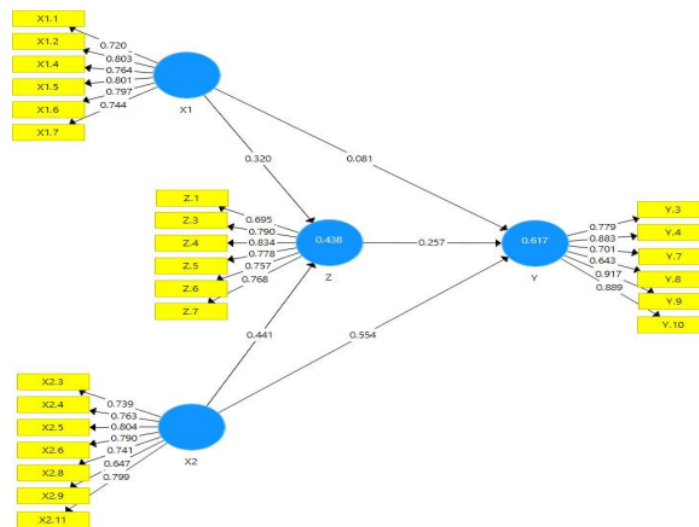 X1.1
X1.2
X1.4
X1.5
X1.6
X1.7
0.720
0.803
0.764
0.801
0.797
0.744
X1
0.320
0.081
Z.1
Z.3
Z.4
Z.5
Z.6
Z.7
0.695
0.790
0.834
0.778
0.757
0.768
0.438
Z
0.257
0.617
Y
0.779
0.883
0.701
0.643
0.917
0.889
Y.3
Y.4
Y.7
Y.8
Y.9
Y.10
0.441
0.554
X2.3
X2.4
X2.5
X2.6
X2.8
X2.9
X2.11
0.739
0.763
0.804
0.790
0.741
0.647
0.799
X2